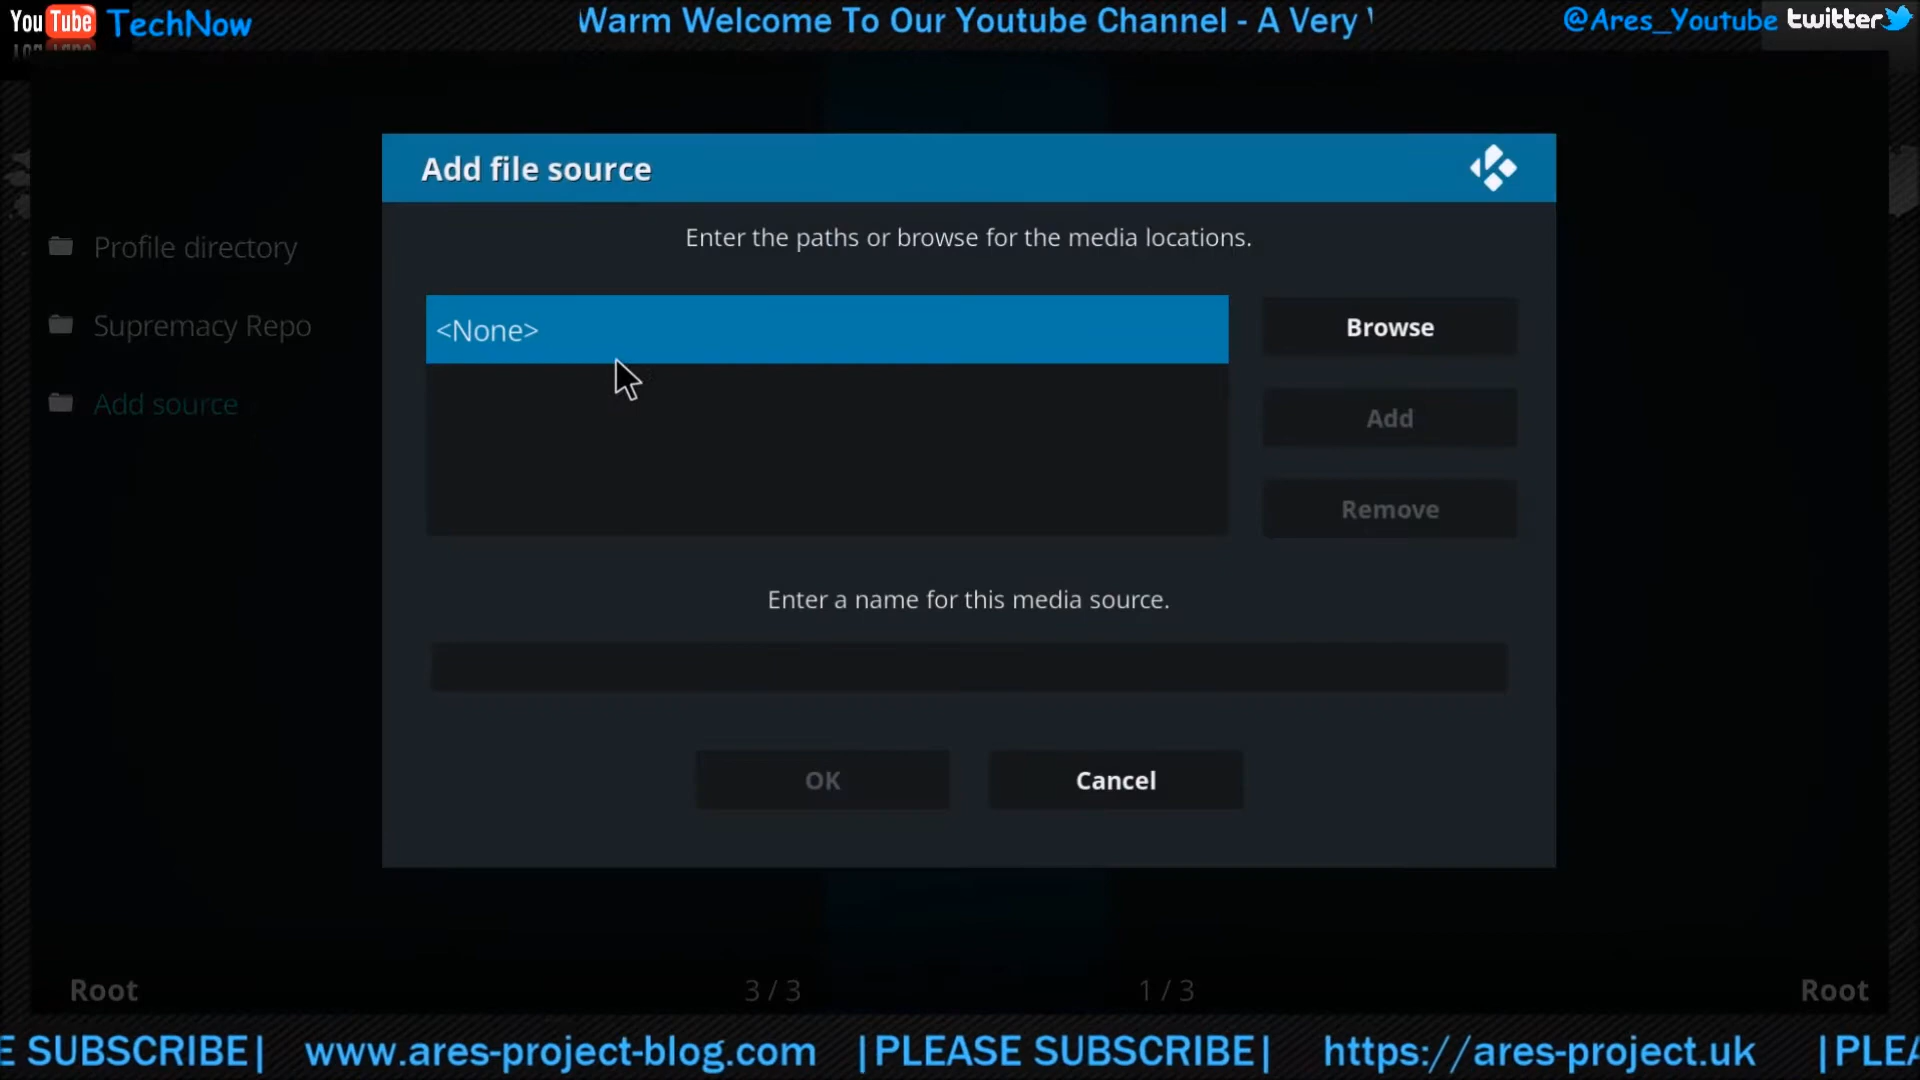 YouTube TechNow
Warm Welcome To Our Youtube Channel - A Very
@Ares_Youtube twitter
Add file source
Enter the paths or browse for the media locations.
Profile directory
Supremacy Repo
Add source
<None>
Browse
Add
Remove
Enter a name for this media source.
OK
Cancel
Root
3 / 3
1 / 3
Root
E SUBSCRIBE| www.ares-project-blog.com |PLEASE SUBSCRIBE| https://ares-project.uk |PLEA